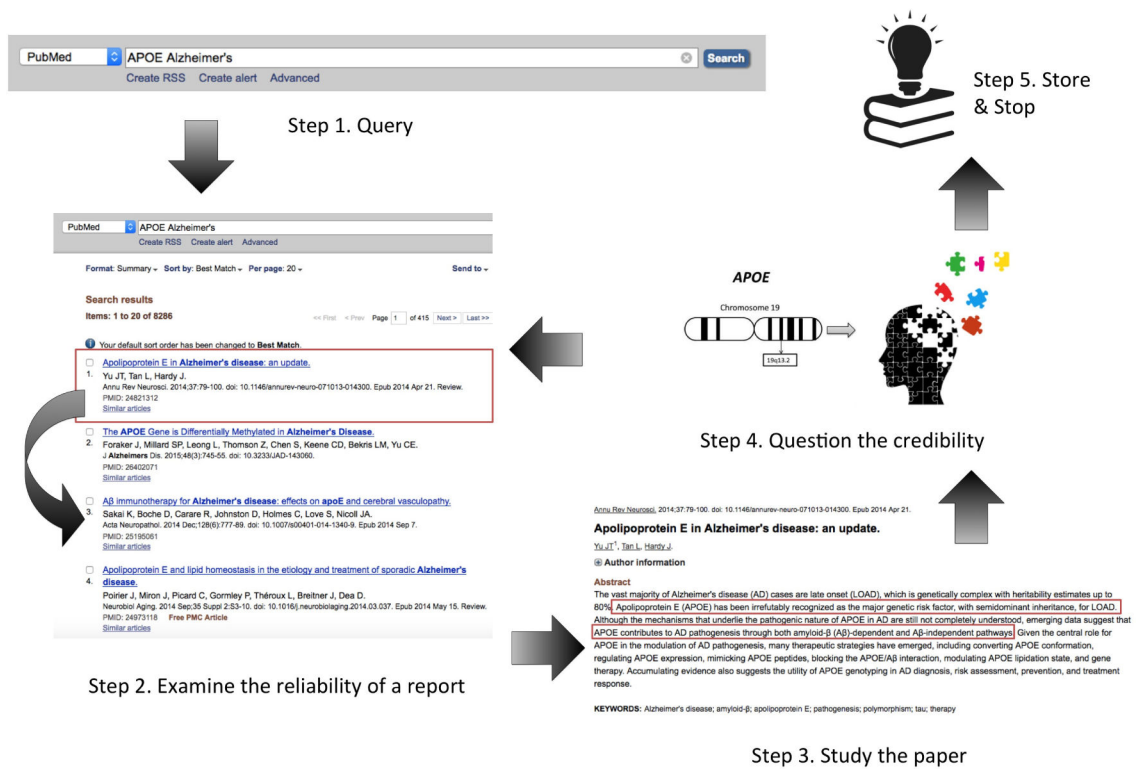 PubMed
APOE Alzheimer's
Search
Create RSS Create alert Advanced
Step 1. Query
PubMed
APOE Alzheimer's
Create RSS Create alert Advanced
Format: Summary Sort by: Best Match Per page: 20 Send to
Search results
Items: 1 to 20 of 8286
<< First < Prev Page 1 of 415 Next > Last >>
Your default sort order has been changed to Best Match.
Apolipoprotein E in Alzheimer's disease: an update.
1. Yu JT, Tan L, Hardy J.
Annu Rev Neurosci. 2014;37:79-100. doi: 10.1146/annurev-neuro-071013-014300. Epub 2014 Apr 21. Review.
PMID: 24821312
Similar articles
The APOE Gene is Differentially Methylated in Alzheimer's Disease.
2. Foraker J, Millard SP, Leong L, Thomson Z, Chen S, Keene CD, Bekris LM, Yu CE.
J Alzheimers Dis. 2015;48(3):745-55. doi: 10.3233/JAD-143060.
PMID: 26402071
Similar articles
Aβ immunotherapy for Alzheimer's disease: effects on apoE and cerebral vasculopathy.
3. Sakai K, Boche D, Carare R, Johnston D, Holmes C, Love S, Nicoll JA.
Acta Neuropathol. 2014 Dec;128(6):777-89. doi: 10.1007/s00401-014-1340-9. Epub 2014 Sep 7.
PMID: 25195061
Similar articles
Apolipoprotein E and lipid homeostasis in the etiology and treatment of sporadic Alzheimer's
4. disease.
Poirier J, Miron J, Picard C, Gormley P, Théroux L, Breitner J, Dea D.
Neurobiol Aging. 2014 Sep;35 Suppl 2:S3-10. doi: 10.1016/j.neurobiolaging.2014.03.037. Epub 2014 May 15. Review.
PMID: 24973118 Free PMC Article
Similar articles
Step 2. Examine the reliability of a report
Annu Rev Neurosci. 2014;37:79-100. doi: 10.1146/annurev-neuro-071013-014300. Epub 2014 Apr 21.
Apolipoprotein E in Alzheimer's disease: an update.
Yu JT1, Tan L, Hardy J.
Author information
Abstract
The vast majority of Alzheimer's disease (AD) cases are late onset (LOAD), which is genetically complex with heritability estimates up to
80%. Apolipoprotein E (APOE) has been irrefutably recognized as the major genetic risk factor, with semidominant inheritance, for LOAD.
Although the mechanisms that underlie the pathogenic nature of APOE in AD are still not completely understood, emerging data suggest that
APOE contributes to AD pathogenesis through both amyloid-β (Aβ)-dependent and Aβ-independent pathways. Given the central role for
APOE in the modulation of AD pathogenesis, many therapeutic strategies have emerged, including converting APOE conformation,
regulating APOE expression, mimicking APOE peptides, blocking the APOE/Aβ interaction, modulating APOE lipidation state, and gene
therapy. Accumulating evidence also suggests the utility of APOE genotyping in AD diagnosis, risk assessment, prevention, and treatment
response.
KEYWORDS: Alzheimer's disease; amyloid-β; apolipoprotein E; pathogenesis; polymorphism; tau; therapy
Step 3. Study the paper
APOE
Chromosome 19
19q13.2
Step 4. Question the credibility
Step 5. Store
& Stop